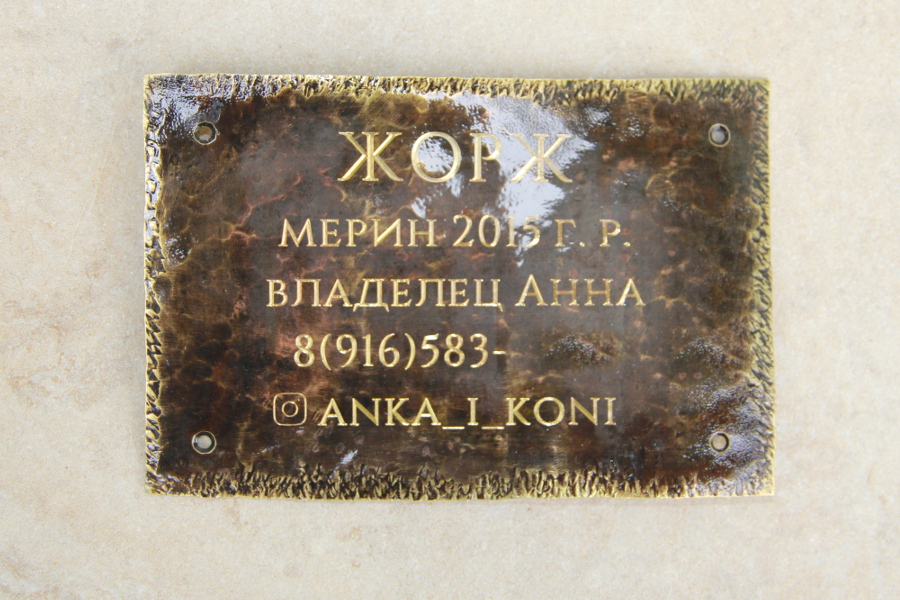 ЖОРЖ
МЕРИН 2015 Г. Р.
ВЛАДЕЛЕЦ АННА
8(916)583-
ANKA_I_KONI